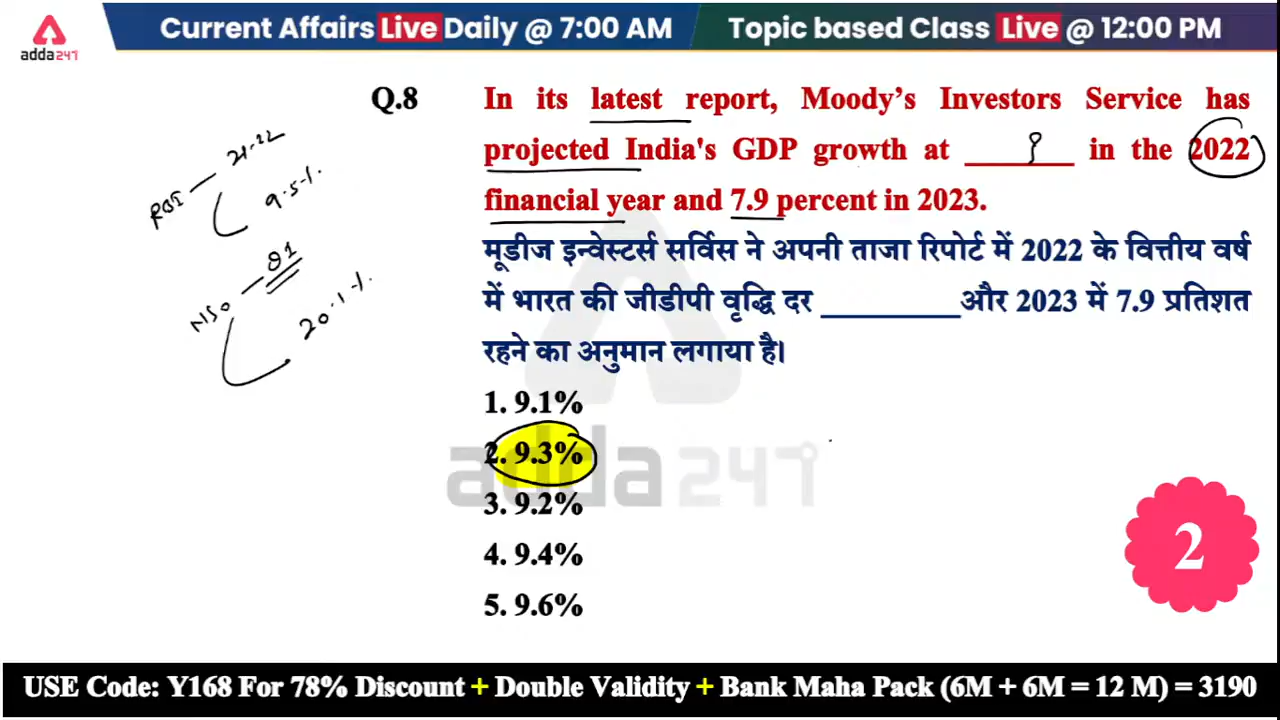 Current Affairs Live Daily @ 7:00 AM
Topic based Class Live @ 12:00 PM
adda247
Q.8
In its latest report, Moody's Investors Service has
projected India's GDP growth at ________ in the 2022
financial year and 7.9 percent in 2023.
मूडीज इन्वेस्टर्स सर्विस ने अपनी ताजा रिपोर्ट में 2022 के वित्तीय वर्ष
में भारत की जीडीपी वृद्धि दर __________और 2023 में 7.9 प्रतिशत
रहने का अनुमान लगाया है।
1. 9.1%
2. 9.3%
3. 9.2%
4. 9.4%
5. 9.6%
RBI — 21-22
9.5%
NSO — Q1
20.1%
adda247
2
USE Code: Y168 For 78% Discount + Double Validity + Bank Maha Pack (6M + 6M = 12 M) = 3190